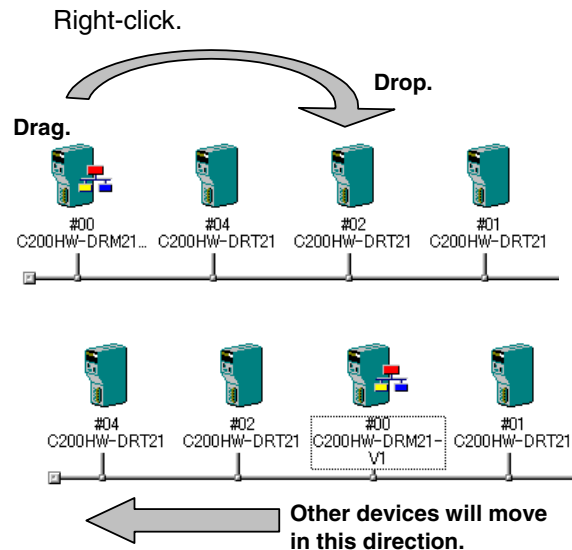 Right-click.
Drop.
Drag.
#00 #04 #02 #01
C200HW-DRM21... C200HW-DRT21 C200HW-DRT21 C200HW-DRT21
#04 #02 #00 #01
C200HW-DRT21 C200HW-DRT21 C200HW-DRM21- C200HW-DRT21
V1
Other devices will move
in this direction.